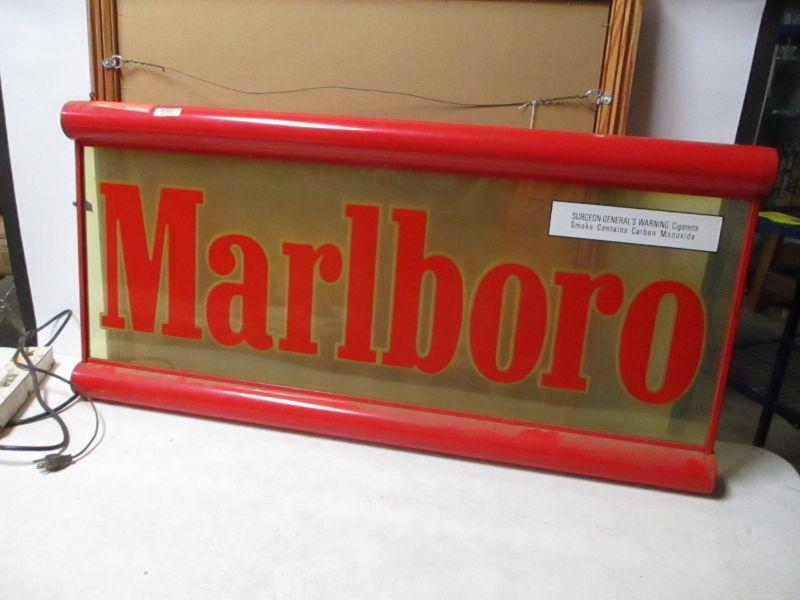 Marlboro
SURGEON GENERAL'S WARNING: Cigarette
Smoke Contains Carbon Monoxide.